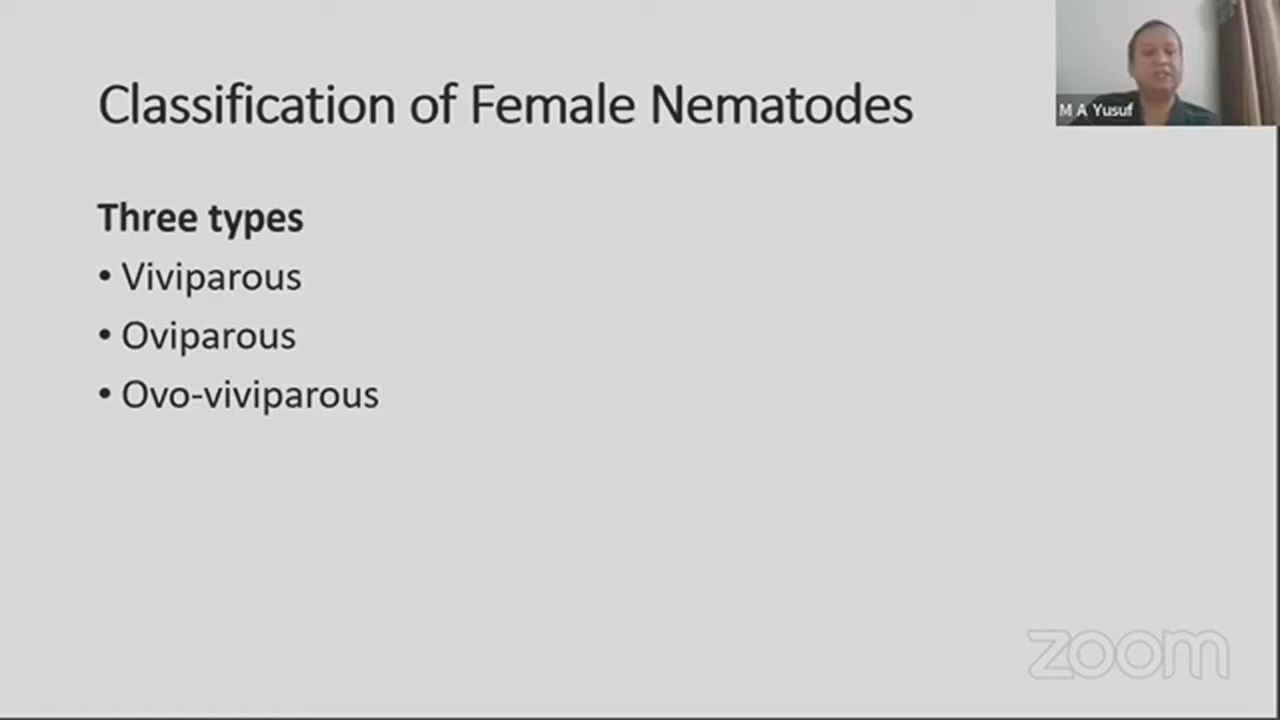 Classification of Female Nematodes
M A Yusuf
Three types
• Viviparous
• Oviparous
• Ovo-viviparous
zoom